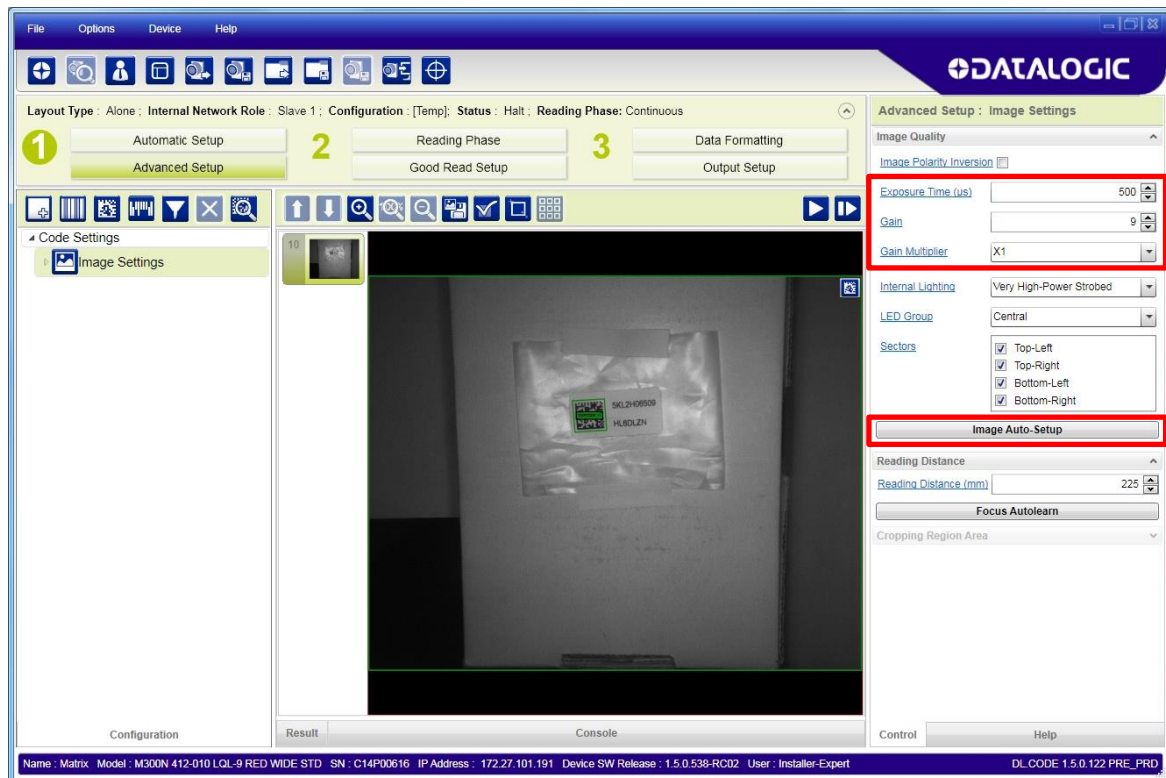 File Options Device Help
DATALOGIC
Layout Type : Alone ; Internal Network Role : Slave 1 ; Configuration : [Temp]; Status : Halt ; Reading Phase: Continuous
1 Automatic Setup 2 Reading Phase 3 Data Formatting
Advanced Setup Good Read Setup Output Setup
Code Settings
Image Settings
100%
10
5KL2H06509
HL8DLZN
Advanced Setup : Image Settings
Image Quality
Image Polarity Inversion
Exposure Time (us) 500
Gain 9
Gain Multiplier X1
Internal Lighting Very High-Power Strobed
LED Group Central
Sectors Top-Left
Top-Right
Bottom-Left
Bottom-Right
Image Auto-Setup
Reading Distance
Reading Distance (mm) 225
Focus Autolearn
Cropping Region Area
Configuration Result Console Control Help
Name : Matrix Model : M300N 412-010 LQL-9 RED WIDE STD SN : C14P00616 IP Address : 172.27.101.191 Device SW Release : 1.5.0.538-RC02 User : Installer-Expert DL.CODE 1.5.0.122 PRE_PRD